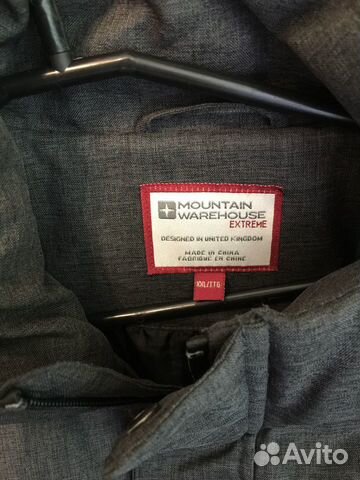 MOUNTAIN
WAREHOUSE
EXTREME
DESIGNED IN UNITED KINGDOM
MADE IN CHINA
FABRIQUÉ EN CHINE
XXL/TTG
Avito